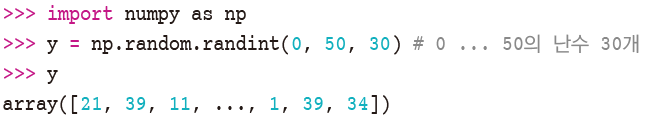 >>> import numpy as np
>>> y = np.random.randint(0, 50, 30) # 0 ... 50의 난수 30개
>>> y
array([21, 39, 11, ..., 1, 39, 34])